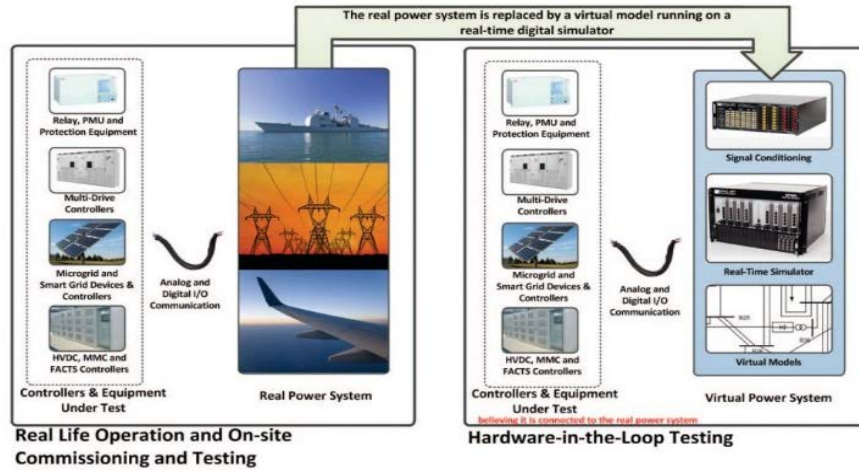 The real power system is replaced by a virtual model running on a
real-time digital simulator
Relay, PMU and
Protection Equipment
Multi-Drive
Controllers
Microgrid and
Smart Grid Devices &
Controllers
HVDC, MMC and
FACTS Controllers
Controllers & Equipment
Under Test
Analog and
Digital I/O
Communication
Real Power System
Real Life Operation and On-site
Commissioning and Testing
Relay, PMU and
Protection Equipment
Multi-Drive
Controllers
Microgrid and
Smart Grid Devices &
Controllers
HVDC, MMC and
FACTS Controllers
Controllers & Equipment
Under Test
believing it is connected to the real power system
Analog and
Digital I/O
Communication
Signal Conditioning
Real-Time Simulator
Virtual Models
Virtual Power System
Hardware-in-the-Loop Testing